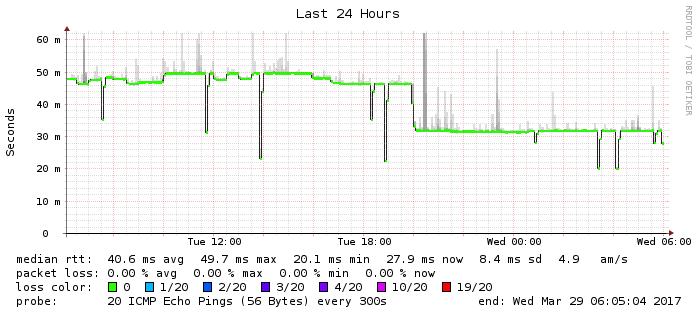 Last 24 Hours
RRDTOOL / TOBI OETIKER
Seconds
60 m
50 m
40 m
30 m
20 m
10 m
0
Tue 12:00 Tue 18:00 Wed 00:00 Wed 06:00
median rtt: 40.6 ms avg 49.7 ms max 20.1 ms min 27.9 ms now 8.4 ms sd 4.9 am/s
packet loss: 0.00 % avg 0.00 % max 0.00 % min 0.00 % now
loss color: 0 1/20 2/20 3/20 4/20 10/20 19/20
probe: 20 ICMP Echo Pings (56 Bytes) every 300s end: Wed Mar 29 06:05:04 2017